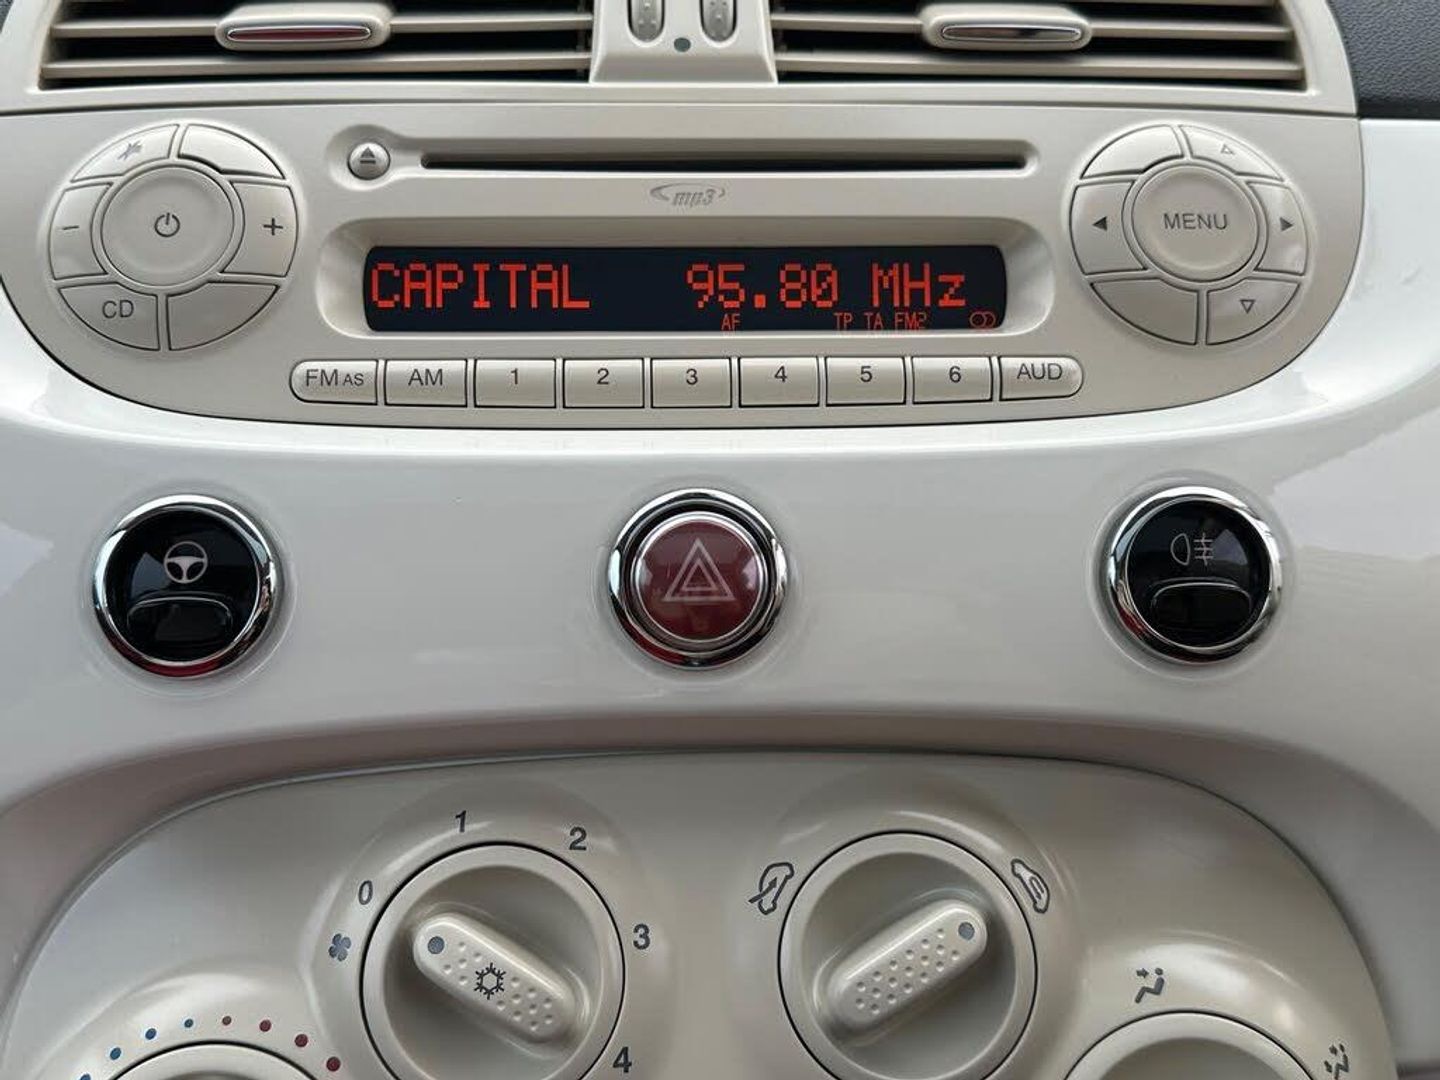 mp3
− + MENU
CD
CAPITAL 95.80 MHz
AF TP TA FM2
FM AS AM 1 2 3 4 5 6 AUD
1 2
0
3
4